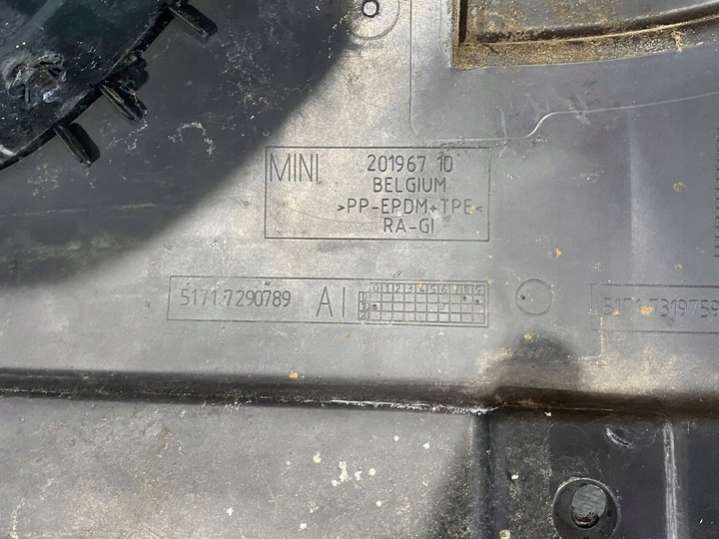 MINI 201967 10
BELGIUM
>PP-EPDM+TPE<
RA-GI
5171 7290789 AI